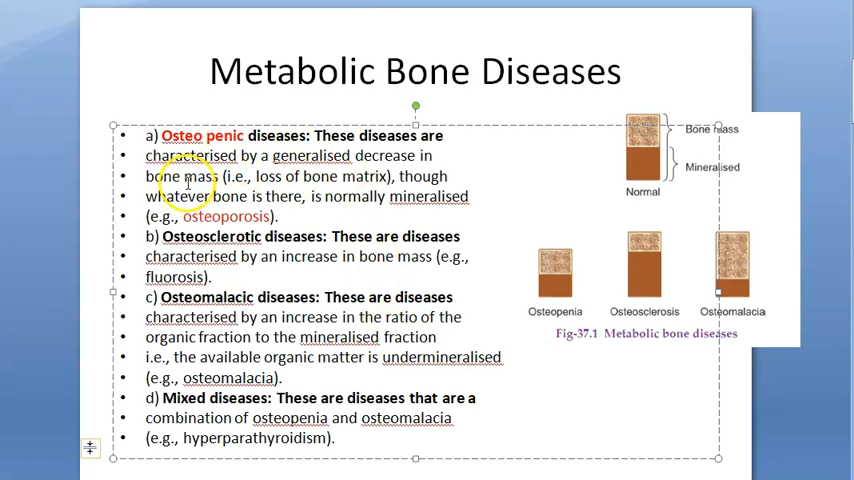 Metabolic Bone Diseases
• a) Osteo penic diseases: These diseases are
• characterised by a generalised decrease in
• bone mass (i.e., loss of bone matrix), though
• whatever bone is there, is normally mineralised
• (e.g., osteoporosis).
• b) Osteosclerotic diseases: These are diseases
• characterised by an increase in bone mass (e.g.,
• fluorosis).
• c) Osteomalacic diseases: These are diseases
• characterised by an increase in the ratio of the
• organic fraction to the mineralised fraction
• i.e., the available organic matter is undermineralised
• (e.g., osteomalacia).
• d) Mixed diseases: These are diseases that are a
• combination of osteopenia and osteomalacia
• (e.g., hyperparathyroidism).
Bone mass
Mineralised
Normal
Osteopenia
Osteosclerosis
Osteomalacia
Fig-37.1 Metabolic bone diseases